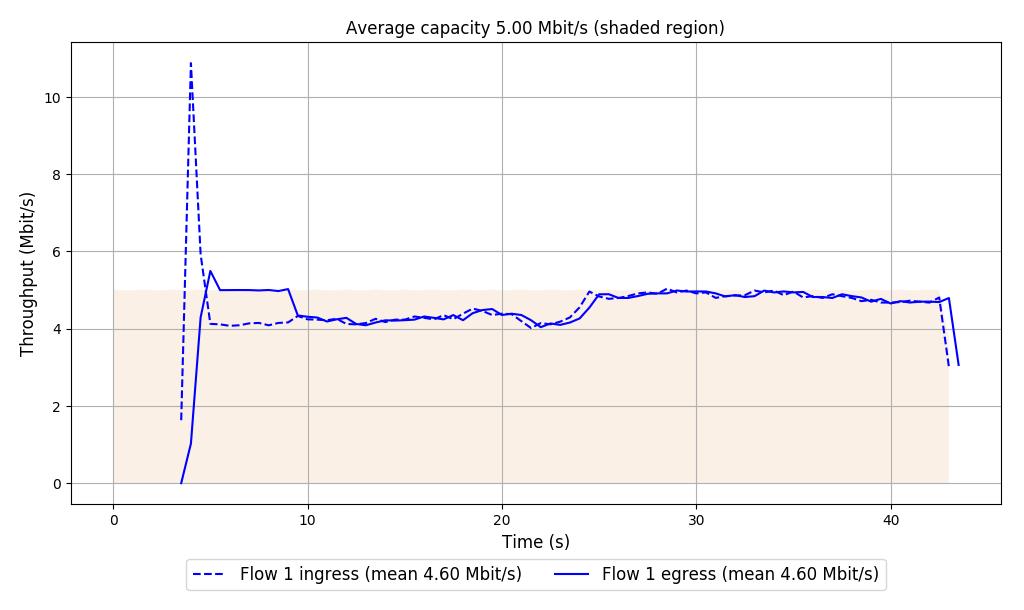 Average capacity 5.00 Mbit/s (shaded region)
Throughput (Mbit/s)
10
8
6
4
2
0
0 10 20 30 40
Time (s)
Flow 1 ingress (mean 4.60 Mbit/s) Flow 1 egress (mean 4.60 Mbit/s)